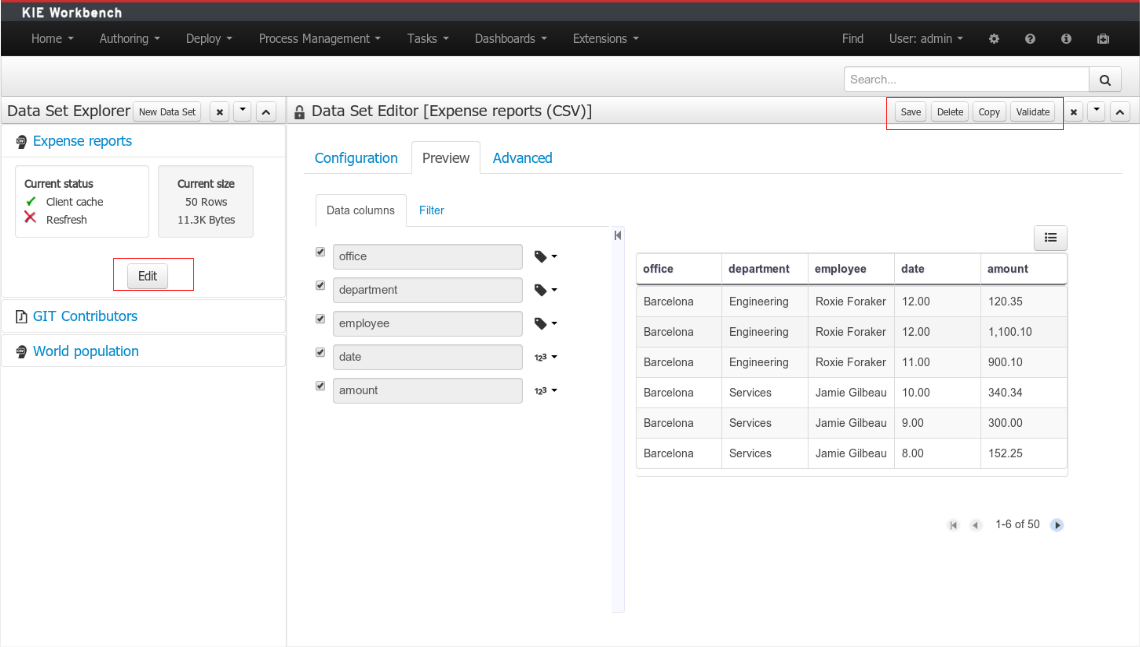 KIE Workbench
Home Authoring Deploy Process Management Tasks Dashboards Extensions Find User: admin
Search...
Data Set Explorer New Data Set
Expense reports
Current status
Client cache
Resfresh
Current size
50 Rows
11.3K Bytes
Edit
GIT Contributors
World population
Data Set Editor [Expense reports (CSV)] Save Delete Copy Validate
Configuration Preview Advanced
Data columns Filter
office
department
employee
date 123
amount 123
office department employee date amount
Barcelona Engineering Roxie Foraker 12.00 120.35
Barcelona Engineering Roxie Foraker 12.00 1,100.10
Barcelona Engineering Roxie Foraker 11.00 900.10
Barcelona Services Jamie Gilbeau 10.00 340.34
Barcelona Services Jamie Gilbeau 9.00 300.00
Barcelona Services Jamie Gilbeau 8.00 152.25
1-6 of 50